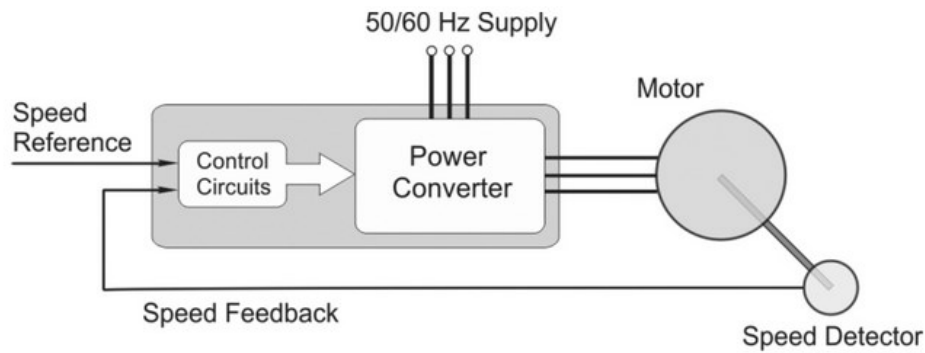 50/60 Hz Supply
Motor
Speed
Reference
Control
Circuits
Power
Converter
Speed Feedback
Speed Detector